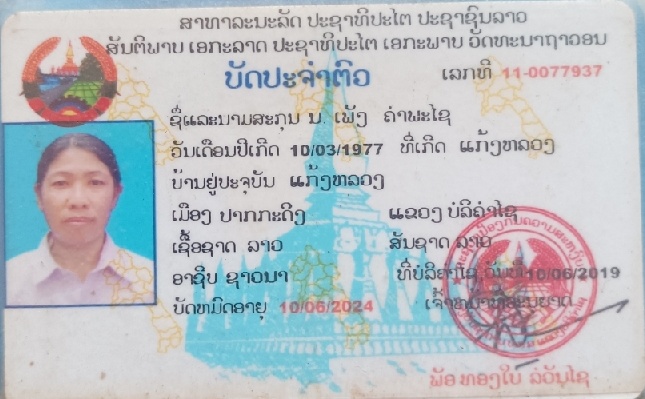 ສາທາລະນະລັດ ປະຊາທິປະໄຕ ປະຊາຊົນລາວ
ສັນຕິພາບ ເອກະລາດ ປະຊາທິປະໄຕ ເອກະພາບ ວັດທະນາຖາວອນ
ບັດປະຈຳຕົວ ເລກທີ 11-0077937
ຊື່ແລະນາມສະກຸນ ນ. ເພັງ ຄຳພະໄຊ
ວັນເດືອນປີເກີດ 10/03/1977 ທີ່ເກີດ ແກ້ງຫລວງ
ບ້ານຢູ່ປະຈຸບັນ ແກ້ງຫລວງ
ເມືອງ ປາກກະດິງ ແຂວງ ບໍລິຄຳໄຊ
ເຊື້ອຊາດ ລາວ ສັນຊາດ ລາວ
ອາຊີບ ຊາວນາ ທີ່ບໍລິຄຳໄຊ ວັນທີ 10/06/2019
ບັດຫມົດອາຍຸ 10/06/2024 ເຈົ້າຫນ້າທີ່ອະນຸຍາດ
ພັອ ທອງໃບ